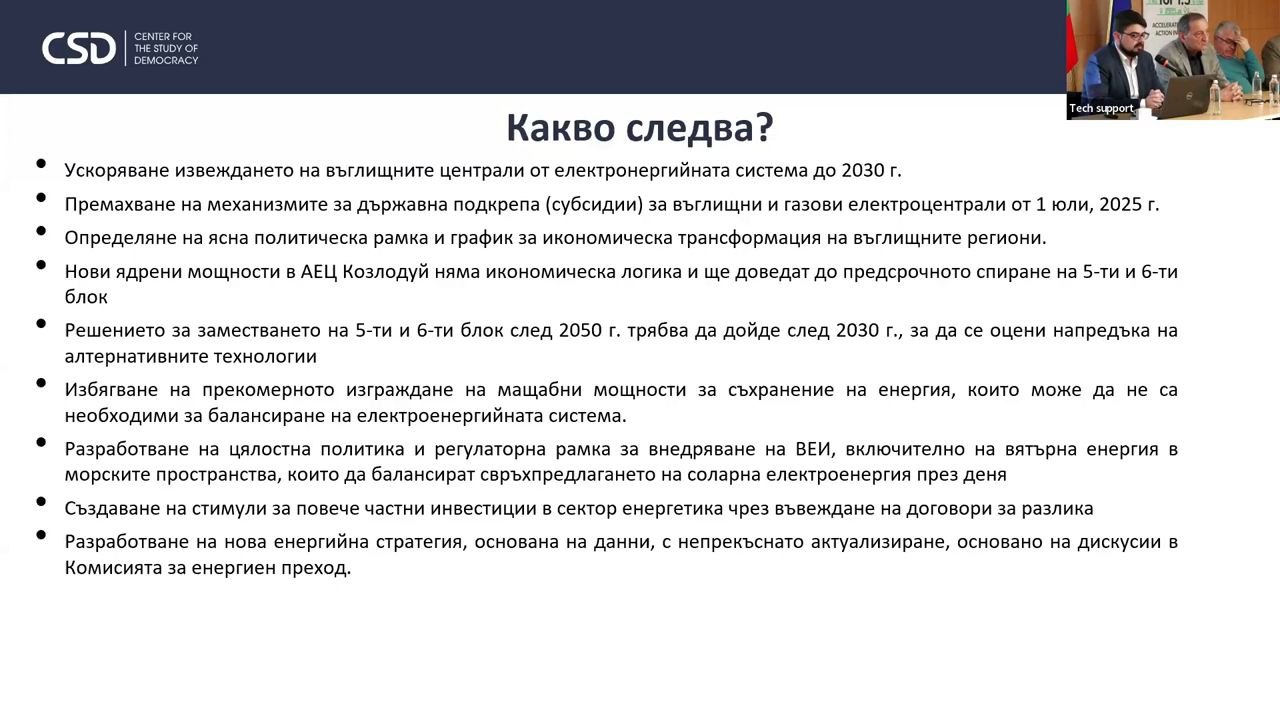 CSD
CENTER FOR
THE STUDY OF
DEMOCRACY
Tech support
Какво следва?
• Ускоряване извеждането на въглищните централи от електронергийната система до 2030 г.
• Премахване на механизмите за държавна подкрепа (субсидии) за въглищни и газови електроцентрали от 1 юли, 2025 г.
• Определяне на ясна политическа рамка и график за икономическа трансформация на въглищните региони.
• Нови ядрени мощности в АЕЦ Козлодуй няма икономическа логика и ще доведат до предсрочното спиране на 5-ти и 6-ти
блок
• Решението за заместването на 5-ти и 6-ти блок след 2050 г. трябва да дойде след 2030 г., за да се оцени напредъка на
алтернативните технологии
• Избягване на прекомерното изграждане на мащабни мощности за съхранение на енергия, които може да не са
необходими за балансиране на електроенергийната система.
• Разработване на цялостна политика и регулаторна рамка за внедряване на ВЕИ, включително на вятърна енергия в
морските пространства, които да балансират свръхпредлагането на соларна електроенергия през деня
• Създаване на стимули за повече частни инвестиции в сектор енергетика чрез въвеждане на договори за разлика
• Разработване на нова енергийна стратегия, основана на данни, с непрекъснато актуализиране, основано на дискусии в
Комисията за енергиен преход.